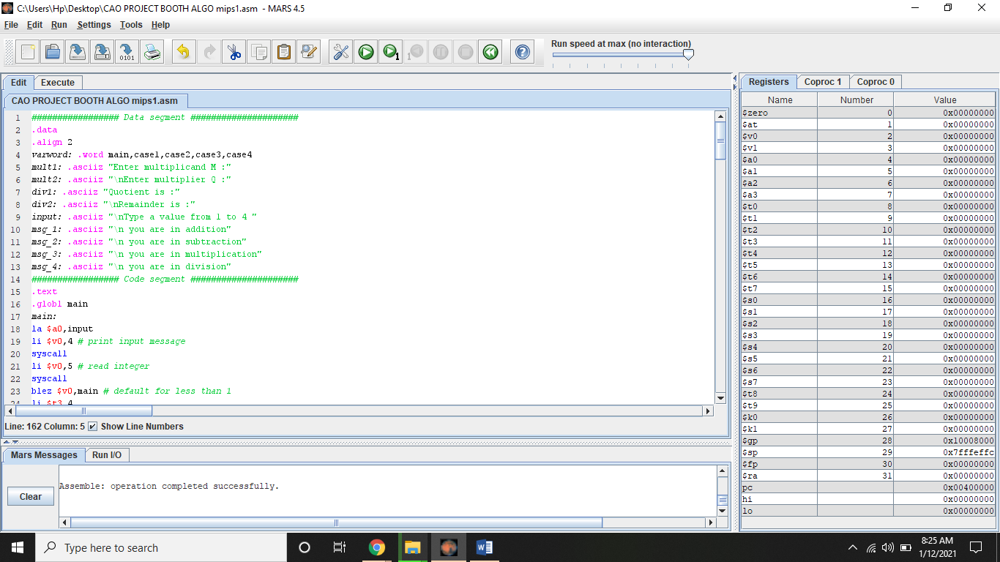 C:\Users\Hp\Desktop\CAO PROJECT BOOTH ALGO mips1.asm - MARS 4.5
File Edit Run Settings Tools Help
Run speed at max (no interaction)
Edit Execute
CAO PROJECT BOOTH ALGO mips1.asm
1 ################# Data segment #####################
2 .data
3 .align 2
4 varword: .word main,case1,case2,case3,case4
5 mult1: .asciiz "Enter multiplicand M :"
6 mult2: .asciiz "\nEnter multiplier Q :"
7 div1: .asciiz "Quotient is :"
8 div2: .asciiz "\nRemainder is :"
9 input: .asciiz "\nType a value from 1 to 4 "
10 msg_1: .asciiz "\n you are in addition"
11 msg_2: .asciiz "\n you are in subtraction"
12 msg_3: .asciiz "\n you are in multiplication"
13 msg_4: .asciiz "\n you are in division"
14 ################# Code segment #####################
15 .text
16 .globl main
17 main:
18 la $a0,input
19 li $v0,4 # print input message
20 syscall
21 li $v0,5 # read integer
22 syscall
23 blez $v0,main # default for less than 1
24 li $t3,4
Line: 162 Column: 5 Show Line Numbers
Mars Messages Run I/O
Assemble: operation completed successfully.
Clear
Registers Coproc 1 Coproc 0
Name Number Value
$zero 0 0x00000000
$at 1 0x00000000
$v0 2 0x00000000
$v1 3 0x00000000
$a0 4 0x00000000
$a1 5 0x00000000
$a2 6 0x00000000
$a3 7 0x00000000
$t0 8 0x00000000
$t1 9 0x00000000
$t2 10 0x00000000
$t3 11 0x00000000
$t4 12 0x00000000
$t5 13 0x00000000
$t6 14 0x00000000
$t7 15 0x00000000
$s0 16 0x00000000
$s1 17 0x00000000
$s2 18 0x00000000
$s3 19 0x00000000
$s4 20 0x00000000
$s5 21 0x00000000
$s6 22 0x00000000
$s7 23 0x00000000
$t8 24 0x00000000
$t9 25 0x00000000
$k0 26 0x00000000
$k1 27 0x00000000
$gp 28 0x10008000
$sp 29 0x7fffeffc
$fp 30 0x00000000
$ra 31 0x00000000
pc 0x00400000
hi 0x00000000
lo 0x00000000
Type here to search
8:25 AM
1/12/2021